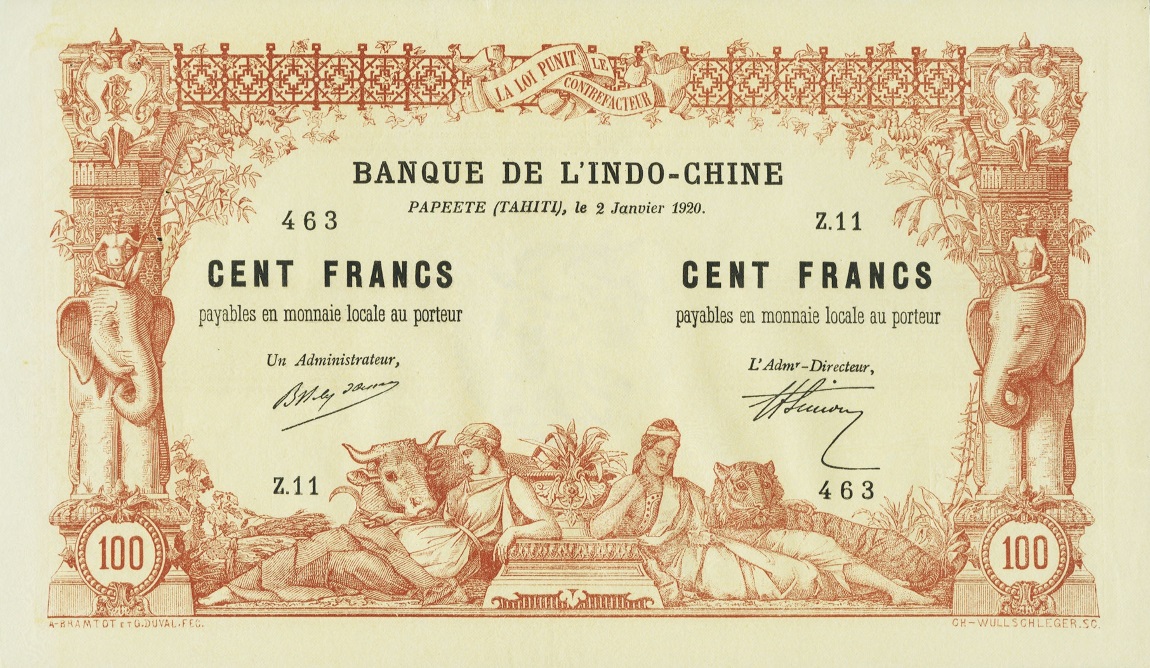 LA LOI PUNIT LE
CONTREFACTEUR
BANQUE DE L'INDO-CHINE
PAPEETE (TAHITI), le 2 Janvier 1920.
463 Z.11
CENT FRANCS CENT FRANCS
payables en monnaie locale au porteur payables en monnaie locale au porteur
Un Administrateur, L'Admr-Directeur,
Z.11 463
100 100
A-BRAMTOT ET G.DUVAL.FEC. CH-WULLSCHLEGER.SC.